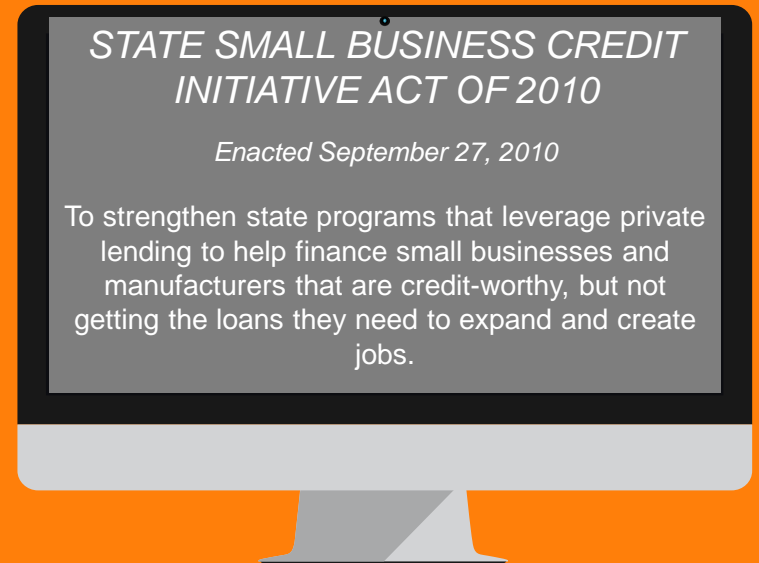 STATE SMALL BUSINESS CREDIT
INITIATIVE ACT OF 2010
Enacted September 27, 2010
To strengthen state programs that leverage private
lending to help finance small businesses and
manufacturers that are credit-worthy, but not
getting the loans they need to expand and create
jobs.